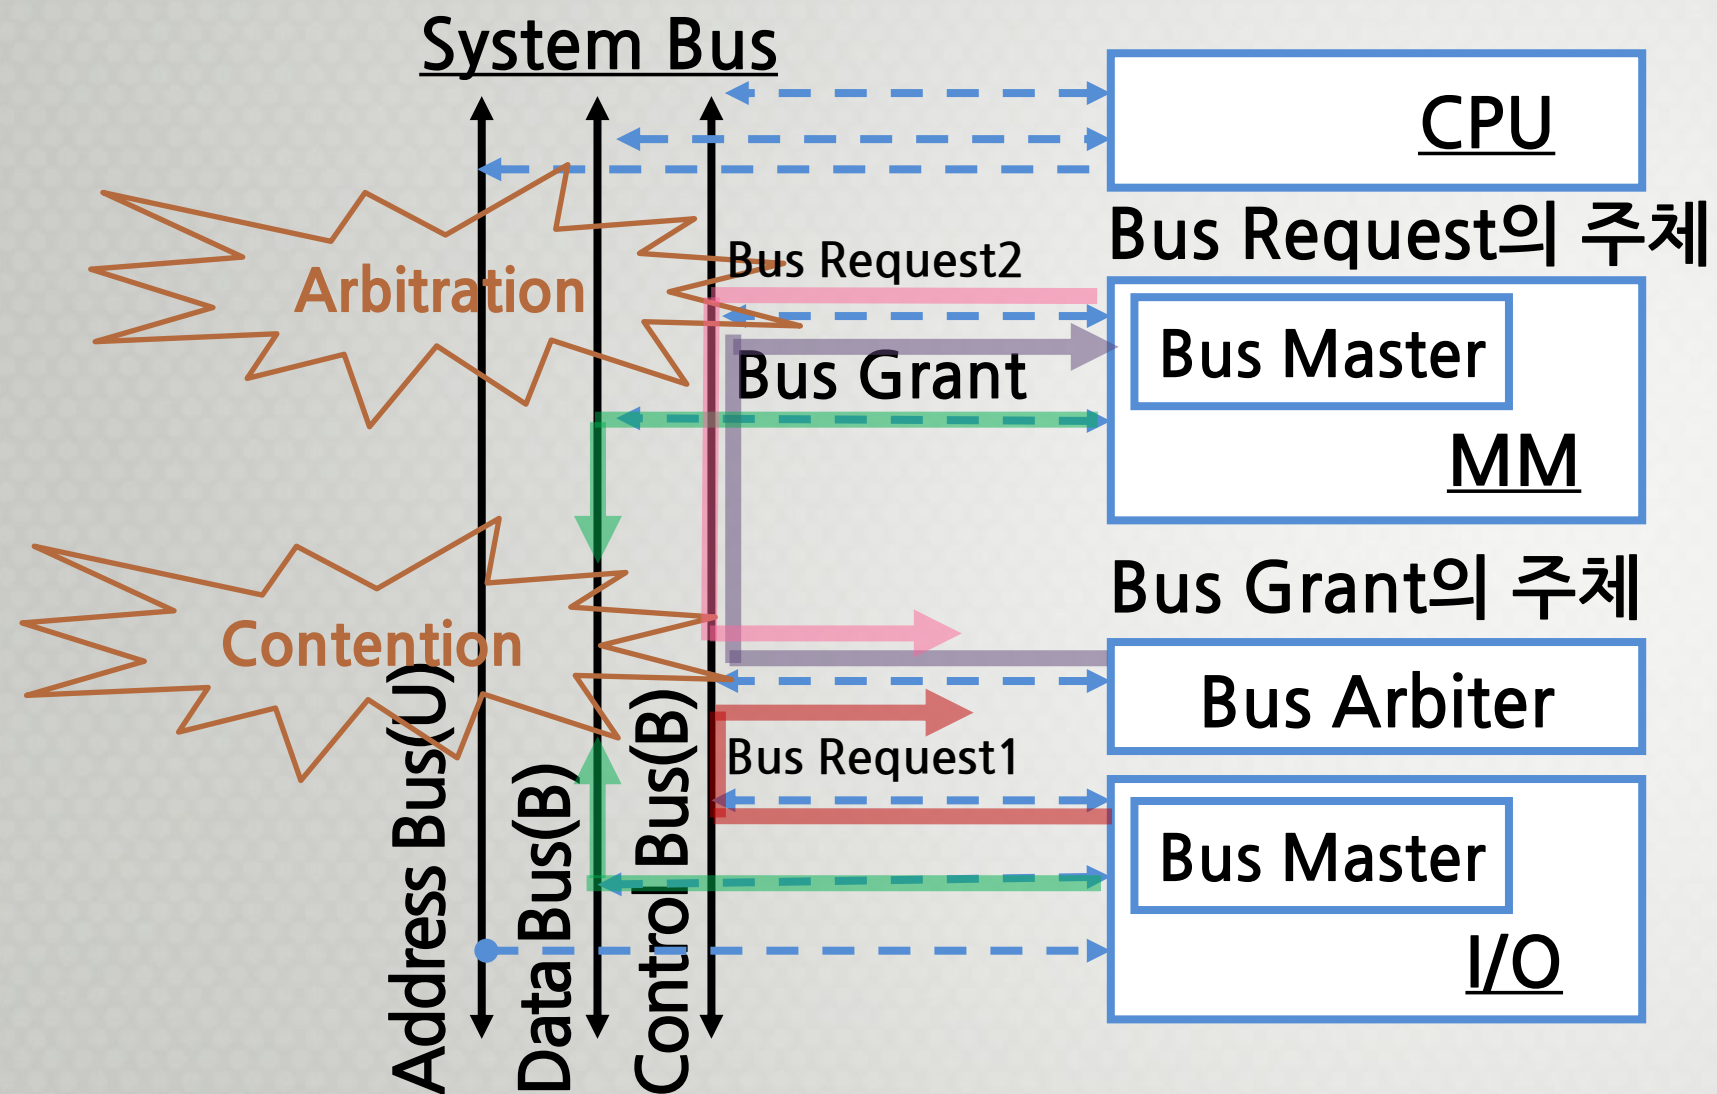 System Bus
CPU
Bus Request의 주체
Bus Request2
Arbitration
Bus Master
Bus Grant
MM
Bus Grant의 주체
Contention
Bus Arbiter
Bus Request1
Bus Master
I/O
Address Bus(U)
Data Bus(B)
Control Bus(B)